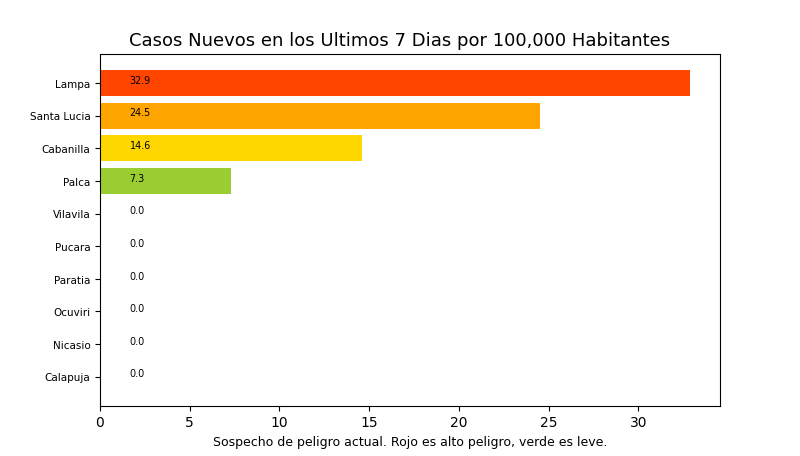 Casos Nuevos en los Ultimos 7 Dias por 100,000 Habitantes
Lampa 32.9
Santa Lucia 24.5
Cabanilla 14.6
Palca 7.3
Vilavila 0.0
Pucara 0.0
Paratia 0.0
Ocuviri 0.0
Nicasio 0.0
Calapuja 0.0
0 5 10 15 20 25 30
Sospecho de peligro actual. Rojo es alto peligro, verde es leve.